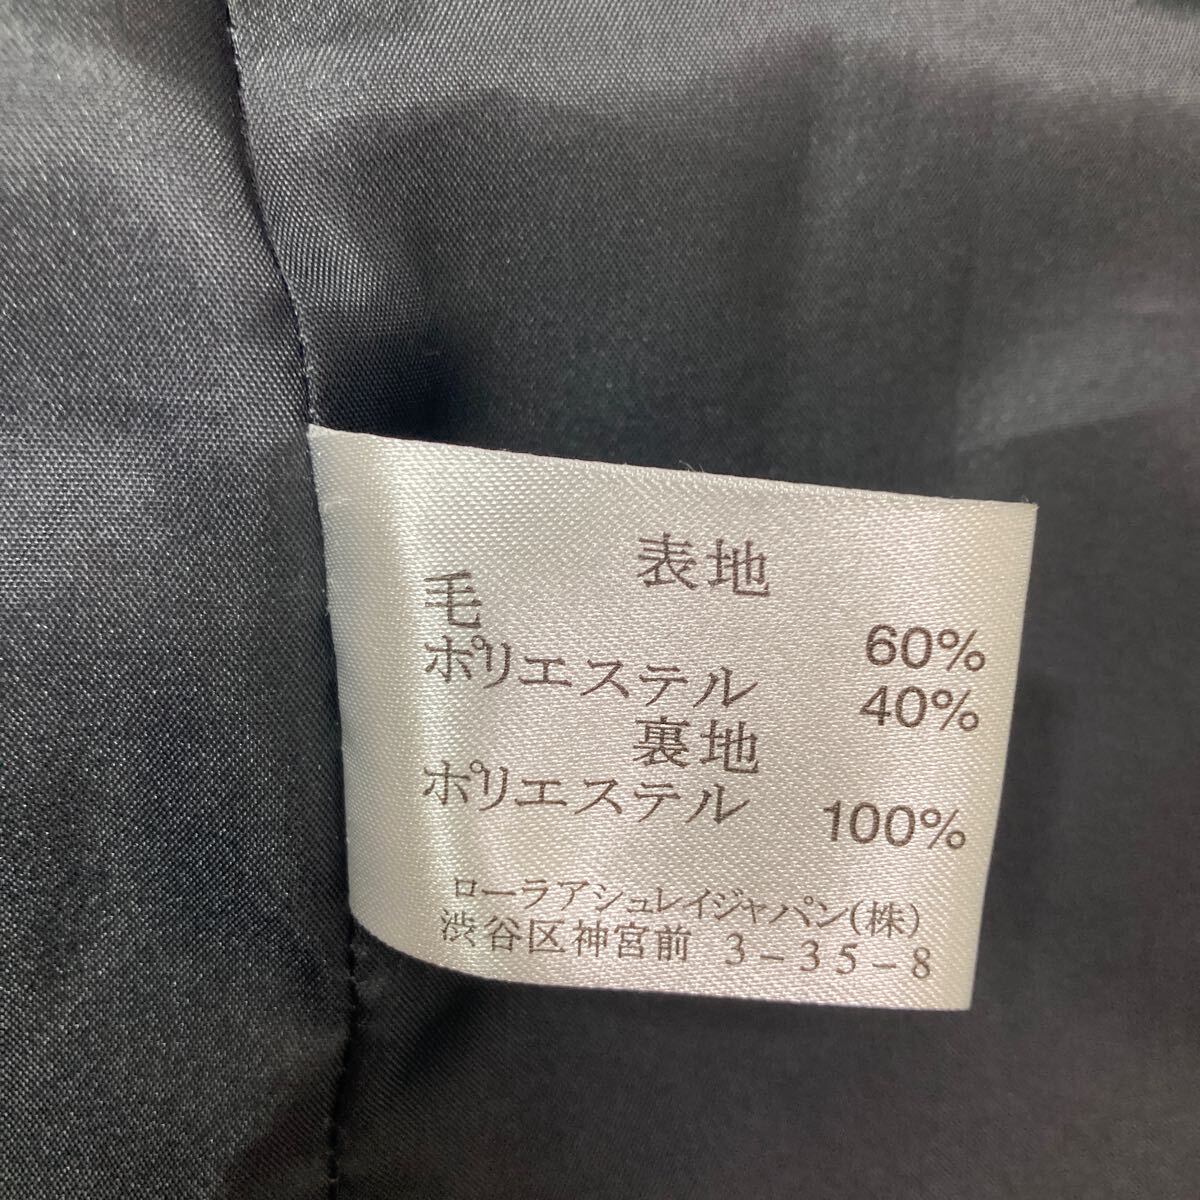 表地
毛 60%
ポリエステル 40%
裏地
ポリエステル 100%
ローラアシュレイジャパン(株)
渋谷区神宮前 3-35-8